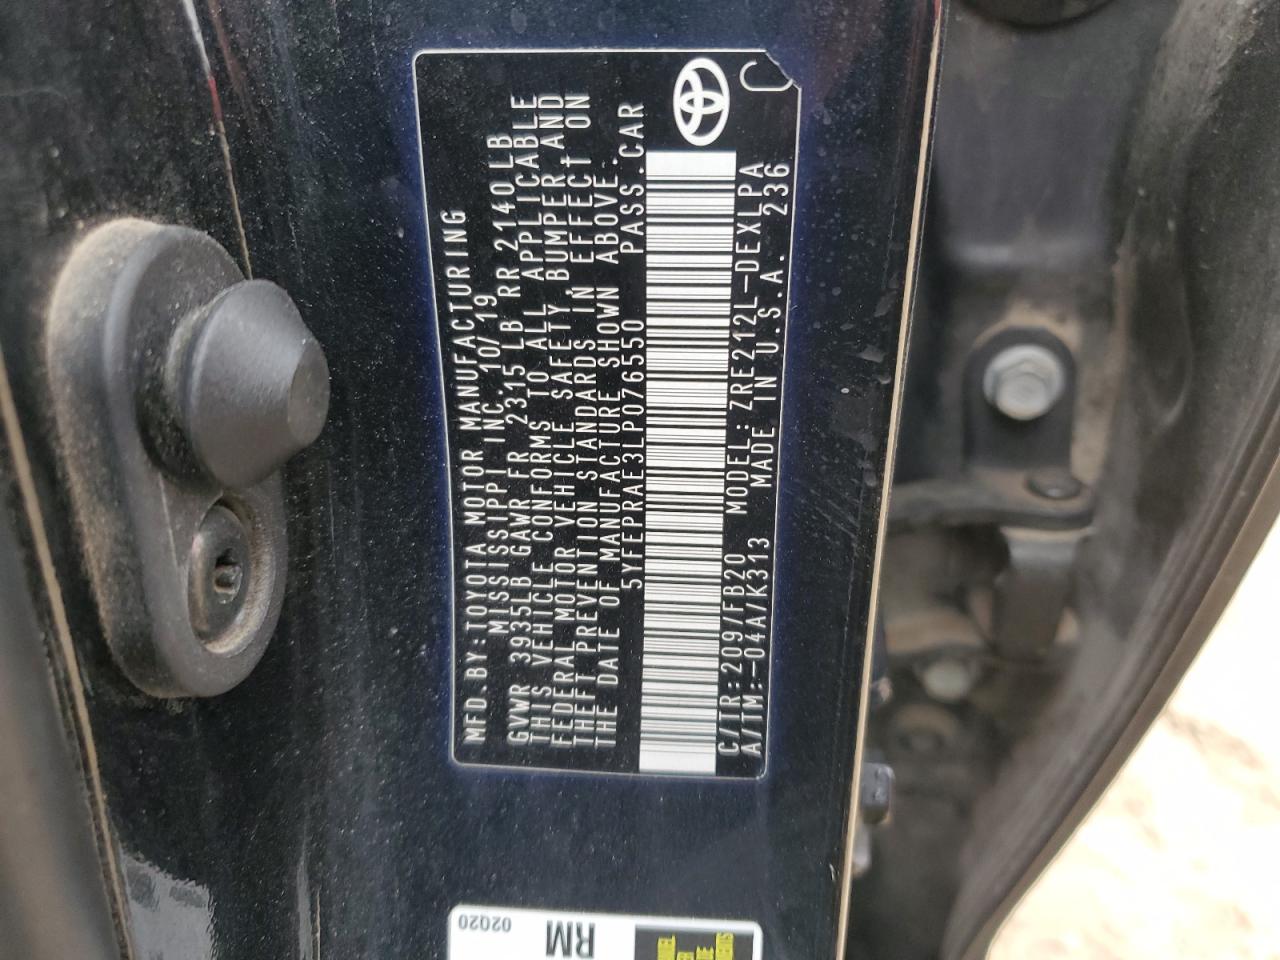 MFD.BY:TOYOTA MOTOR MANUFACTURING
MISSISSIPPI INC. 10/19
GVWR 3935LB GAWR FR 2315LB RR 2140LB
THIS VEHICLE CONFORMS TO ALL APPLICABLE
FEDERAL MOTOR VEHICLE SAFETY, BUMPER, AND
THEFT PREVENTION STANDARDS IN EFFECT ON
THE DATE OF MANUFACTURE SHOWN ABOVE.
5YFEPRAE3LP076550 PASS.CAR
C/TR:209/FB20 MODEL:ZRE212L-DEXLPA
A/TM:-04A/K313 MADE IN U.S.A. 236
C
02Q20
RM